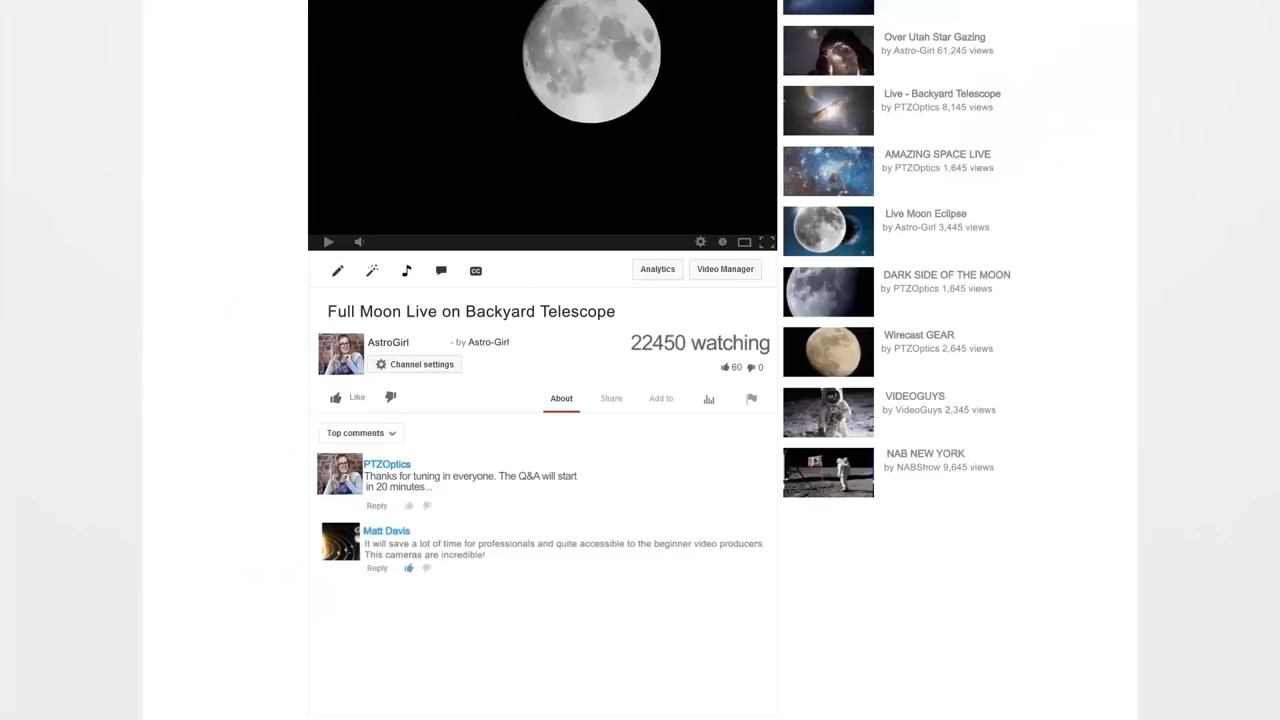 Analytics
Video Manager
Full Moon Live on Backyard Telescope
AstroGirl
- by Astro-Girl
22450 watching
Channel settings
60
0
Like
About
Share
Add to
Top comments
PTZOptics
Thanks for tuning in everyone. The Q&A will start
in 20 minutes...
Reply
Matt Davis
It will save a lot of time for professionals and quite accessible to the beginner video producers.
This cameras are incredible!
Reply
Over Utah Star Gazing
by Astro-Girl 61,245 views
Live - Backyard Telescope
by PTZOptics 8,145 views
AMAZING SPACE LIVE
by PTZOptics 1,645 views
Live Moon Eclipse
by Astro-Girl 3,445 views
DARK SIDE OF THE MOON
by PTZOptics 1,645 views
Wirecast GEAR
by PTZOptics 2,645 views
VIDEOGUYS
by VideoGuys 2,345 views
NAB NEW YORK
by NABShow 9,645 views
CC